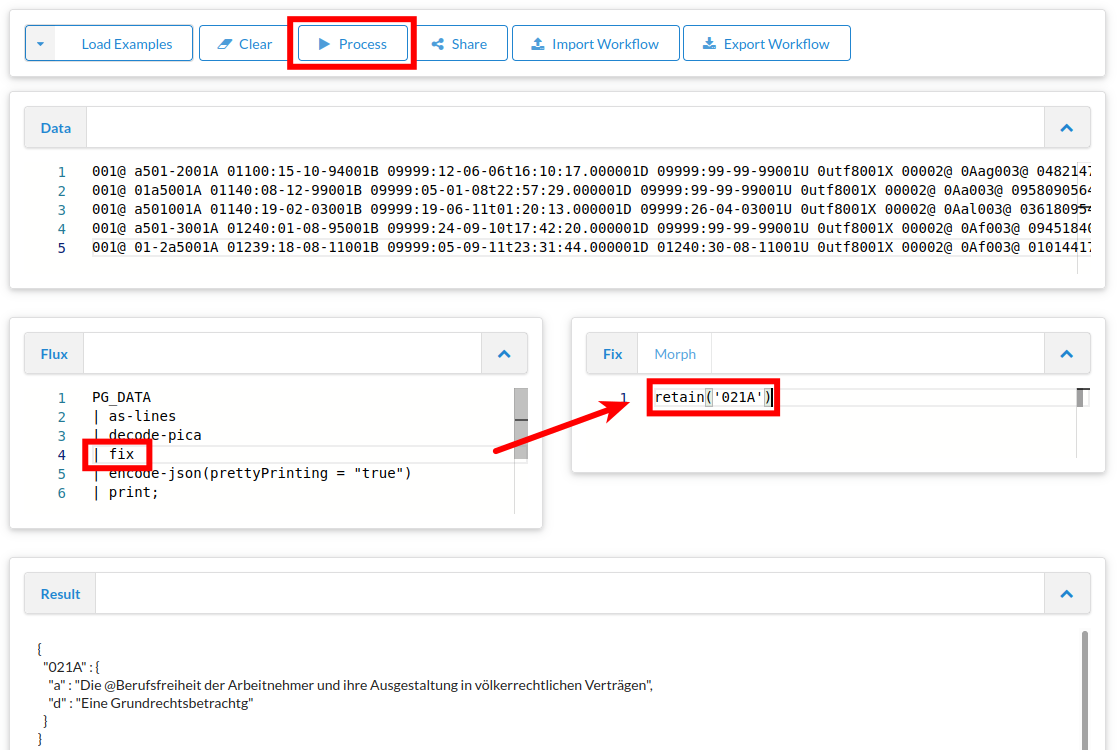 Load Examples Clear Process Share Import Workflow Export Workflow
Data
1 001@ a501-2001A 01100:15-10-94001B 09999:12-06-06t16:10:17.000001D 09999:99-99-99001U 0utf8001X 00002@ 0Aag003@ 0482147
2 001@ 01a5001A 01140:08-12-99001B 09999:05-01-08t22:57:29.000001D 09999:99-99-99001U 0utf8001X 00002@ 0Aa003@ 0958090564
3 001@ a501001A 01140:19-02-03001B 09999:19-06-11t01:20:13.000001D 09999:26-04-03001U 0utf8001X 00002@ 0Aal003@ 03618095
4 001@ a501-3001A 01240:01-08-95001B 09999:24-09-10t17:42:20.000001D 09999:99-99-99001U 0utf8001X 00002@ 0Af003@ 09451840
5 001@ 01-2a5001A 01239:18-08-11001B 09999:05-09-11t23:31:44.000001D 01240:30-08-11001U 0utf8001X 00002@ 0Af003@ 01014417
Flux
1 PG_DATA
2 | as-lines
3 | decode-pica
4 | fix
5 | encode-json(prettyPrinting = "true")
6 | print;
Fix Morph
1 retain('021A')
Result
{
"021A" : {
"a" : "Die @Berufsfreiheit der Arbeitnehmer und ihre Ausgestaltung in völkerrechtlichen Verträgen",
"d" : "Eine Grundrechtsbetrachtg"
}
}